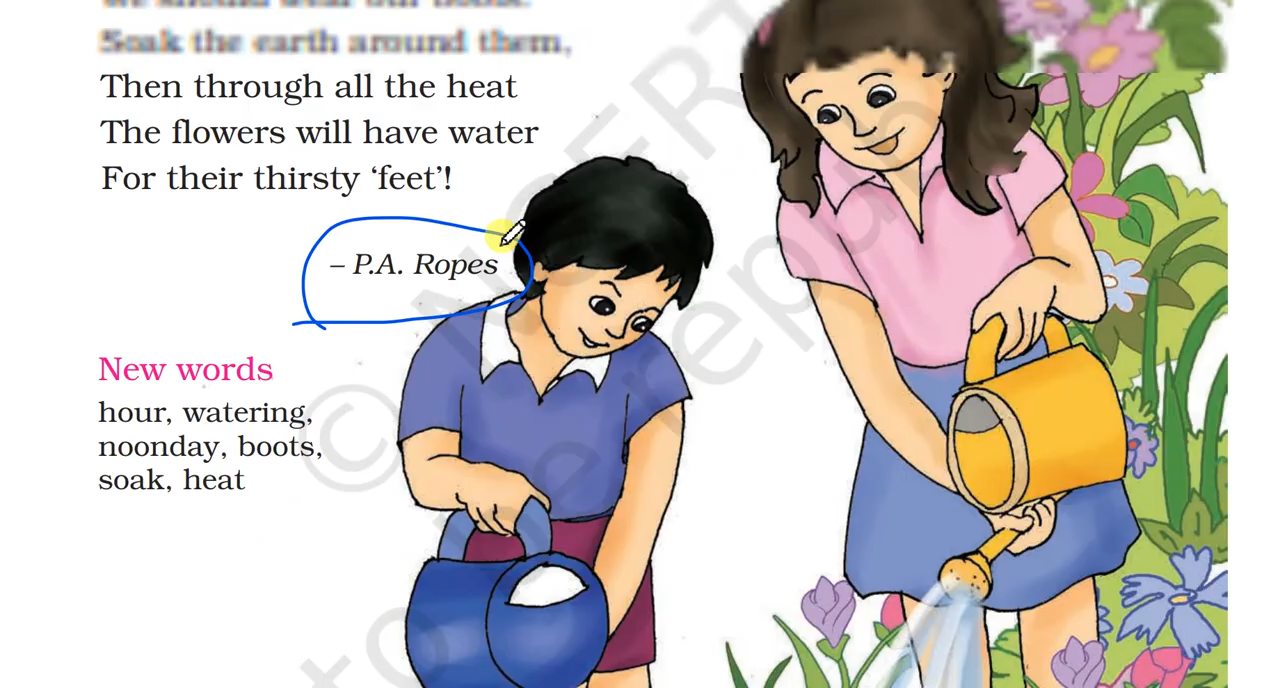 Soak the earth around them,
Then through all the heat
The flowers will have water
For their thirsty ‘feet’!
– P.A. Ropes
New words
hour, watering,
noonday, boots,
soak, heat